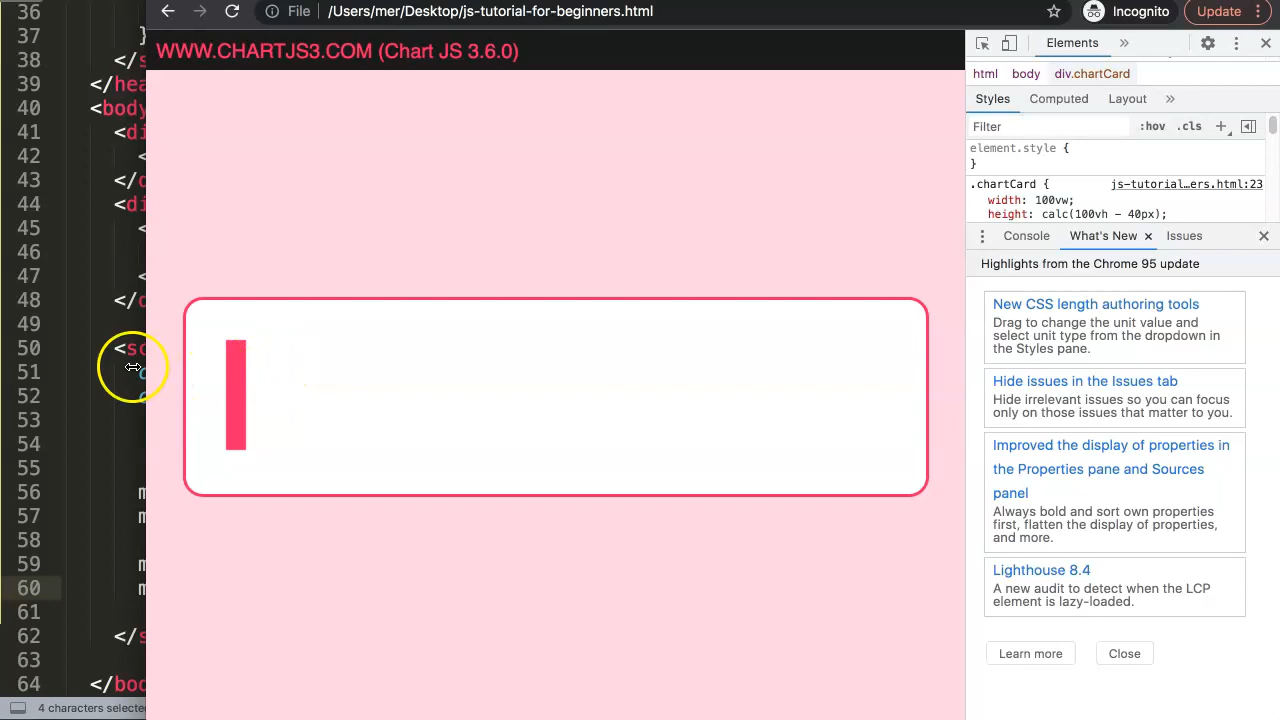 File | /Users/mer/Desktop/js-tutorial-for-beginners.html Incognito Update
36
37 }
38 </s
39 </hea
40 <body
41 <di
42 <
43 </d
44 <di
45 <
46 <
47 <
48 </d
49
50 <sc
51 c
52
53
54
55
56 m
57 m
58
59 m
60 m
61
62 </s
63
64 </bod
4 characters selected
WWW.CHARTJS3.COM (Chart JS 3.6.0)
Elements »
html body div.chartCard
Styles Computed Layout »
Filter :hov .cls +
element.style {
}
.chartCard { js-tutorial…ers.html:23
width: 100vw;
height: calc(100vh - 40px);
Console What's New × Issues
Highlights from the Chrome 95 update
New CSS length authoring tools
Drag to change the unit value and
select unit type from the dropdown in
the Styles pane.
Hide issues in the Issues tab
Hide irrelevant issues so you can focus
only on those issues that matter to you.
Improved the display of properties in
the Properties pane and Sources
panel
Always bold and sort own properties
first, flatten the display of properties,
and more.
Lighthouse 8.4
A new audit to detect when the LCP
element is lazy-loaded.
Learn more Close